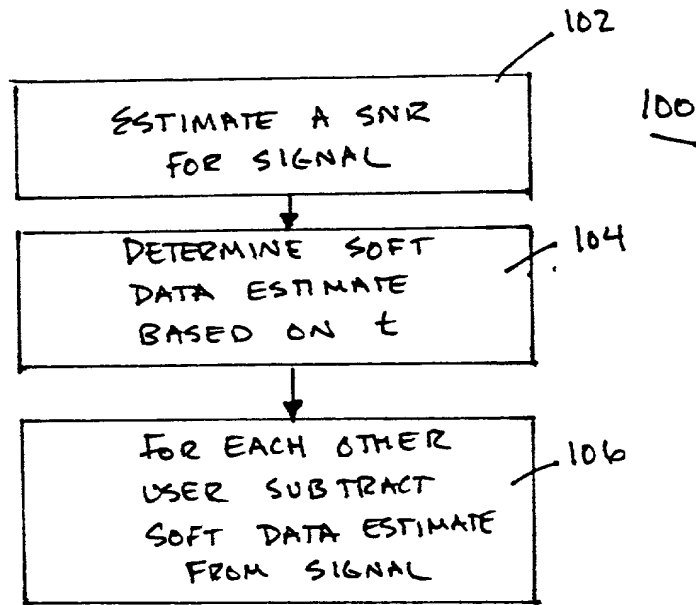 102
100
ESTIMATE A SNR
FOR SIGNAL
104
DETERMINE SOFT
DATA ESTIMATE
BASED ON t
106
FOR EACH OTHER
USER SUBTRACT
SOFT DATA ESTIMATE
FROM SIGNAL